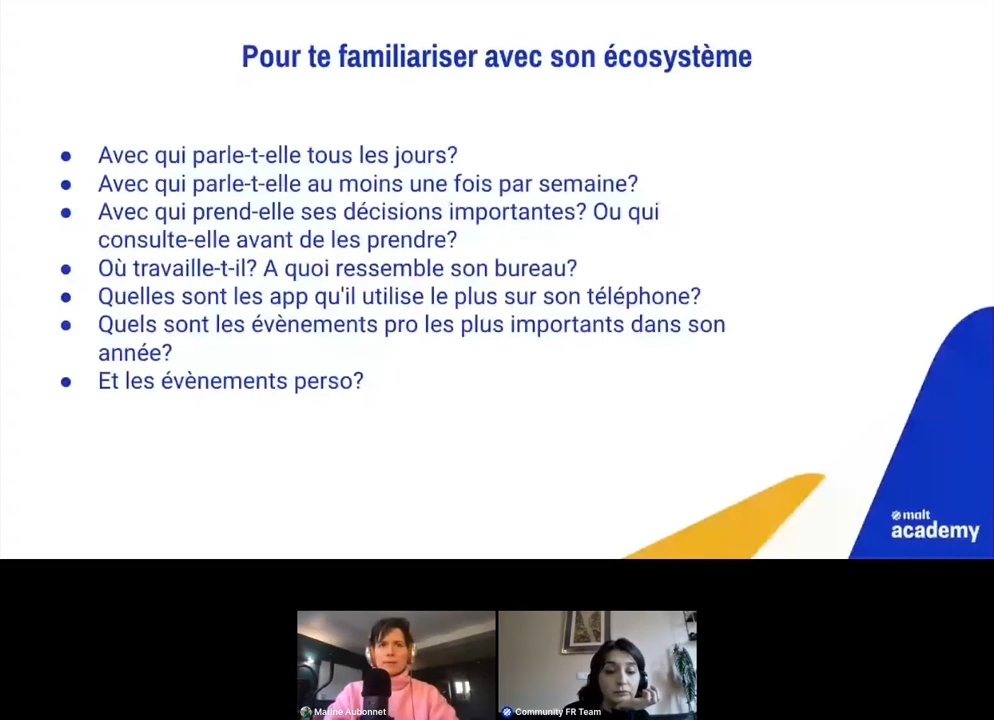 Pour te familiariser avec son écosystème
● Avec qui parle-t-elle tous les jours?
● Avec qui parle-t-elle au moins une fois par semaine?
● Avec qui prend-elle ses décisions importantes? Ou qui
consulte-elle avant de les prendre?
● Où travaille-t-il? A quoi ressemble son bureau?
● Quelles sont les app qu'il utilise le plus sur son téléphone?
● Quels sont les évènements pro les plus importants dans son
année?
● Et les évènements perso?
malt
academy
Marine Aubonnet
Community FR Team